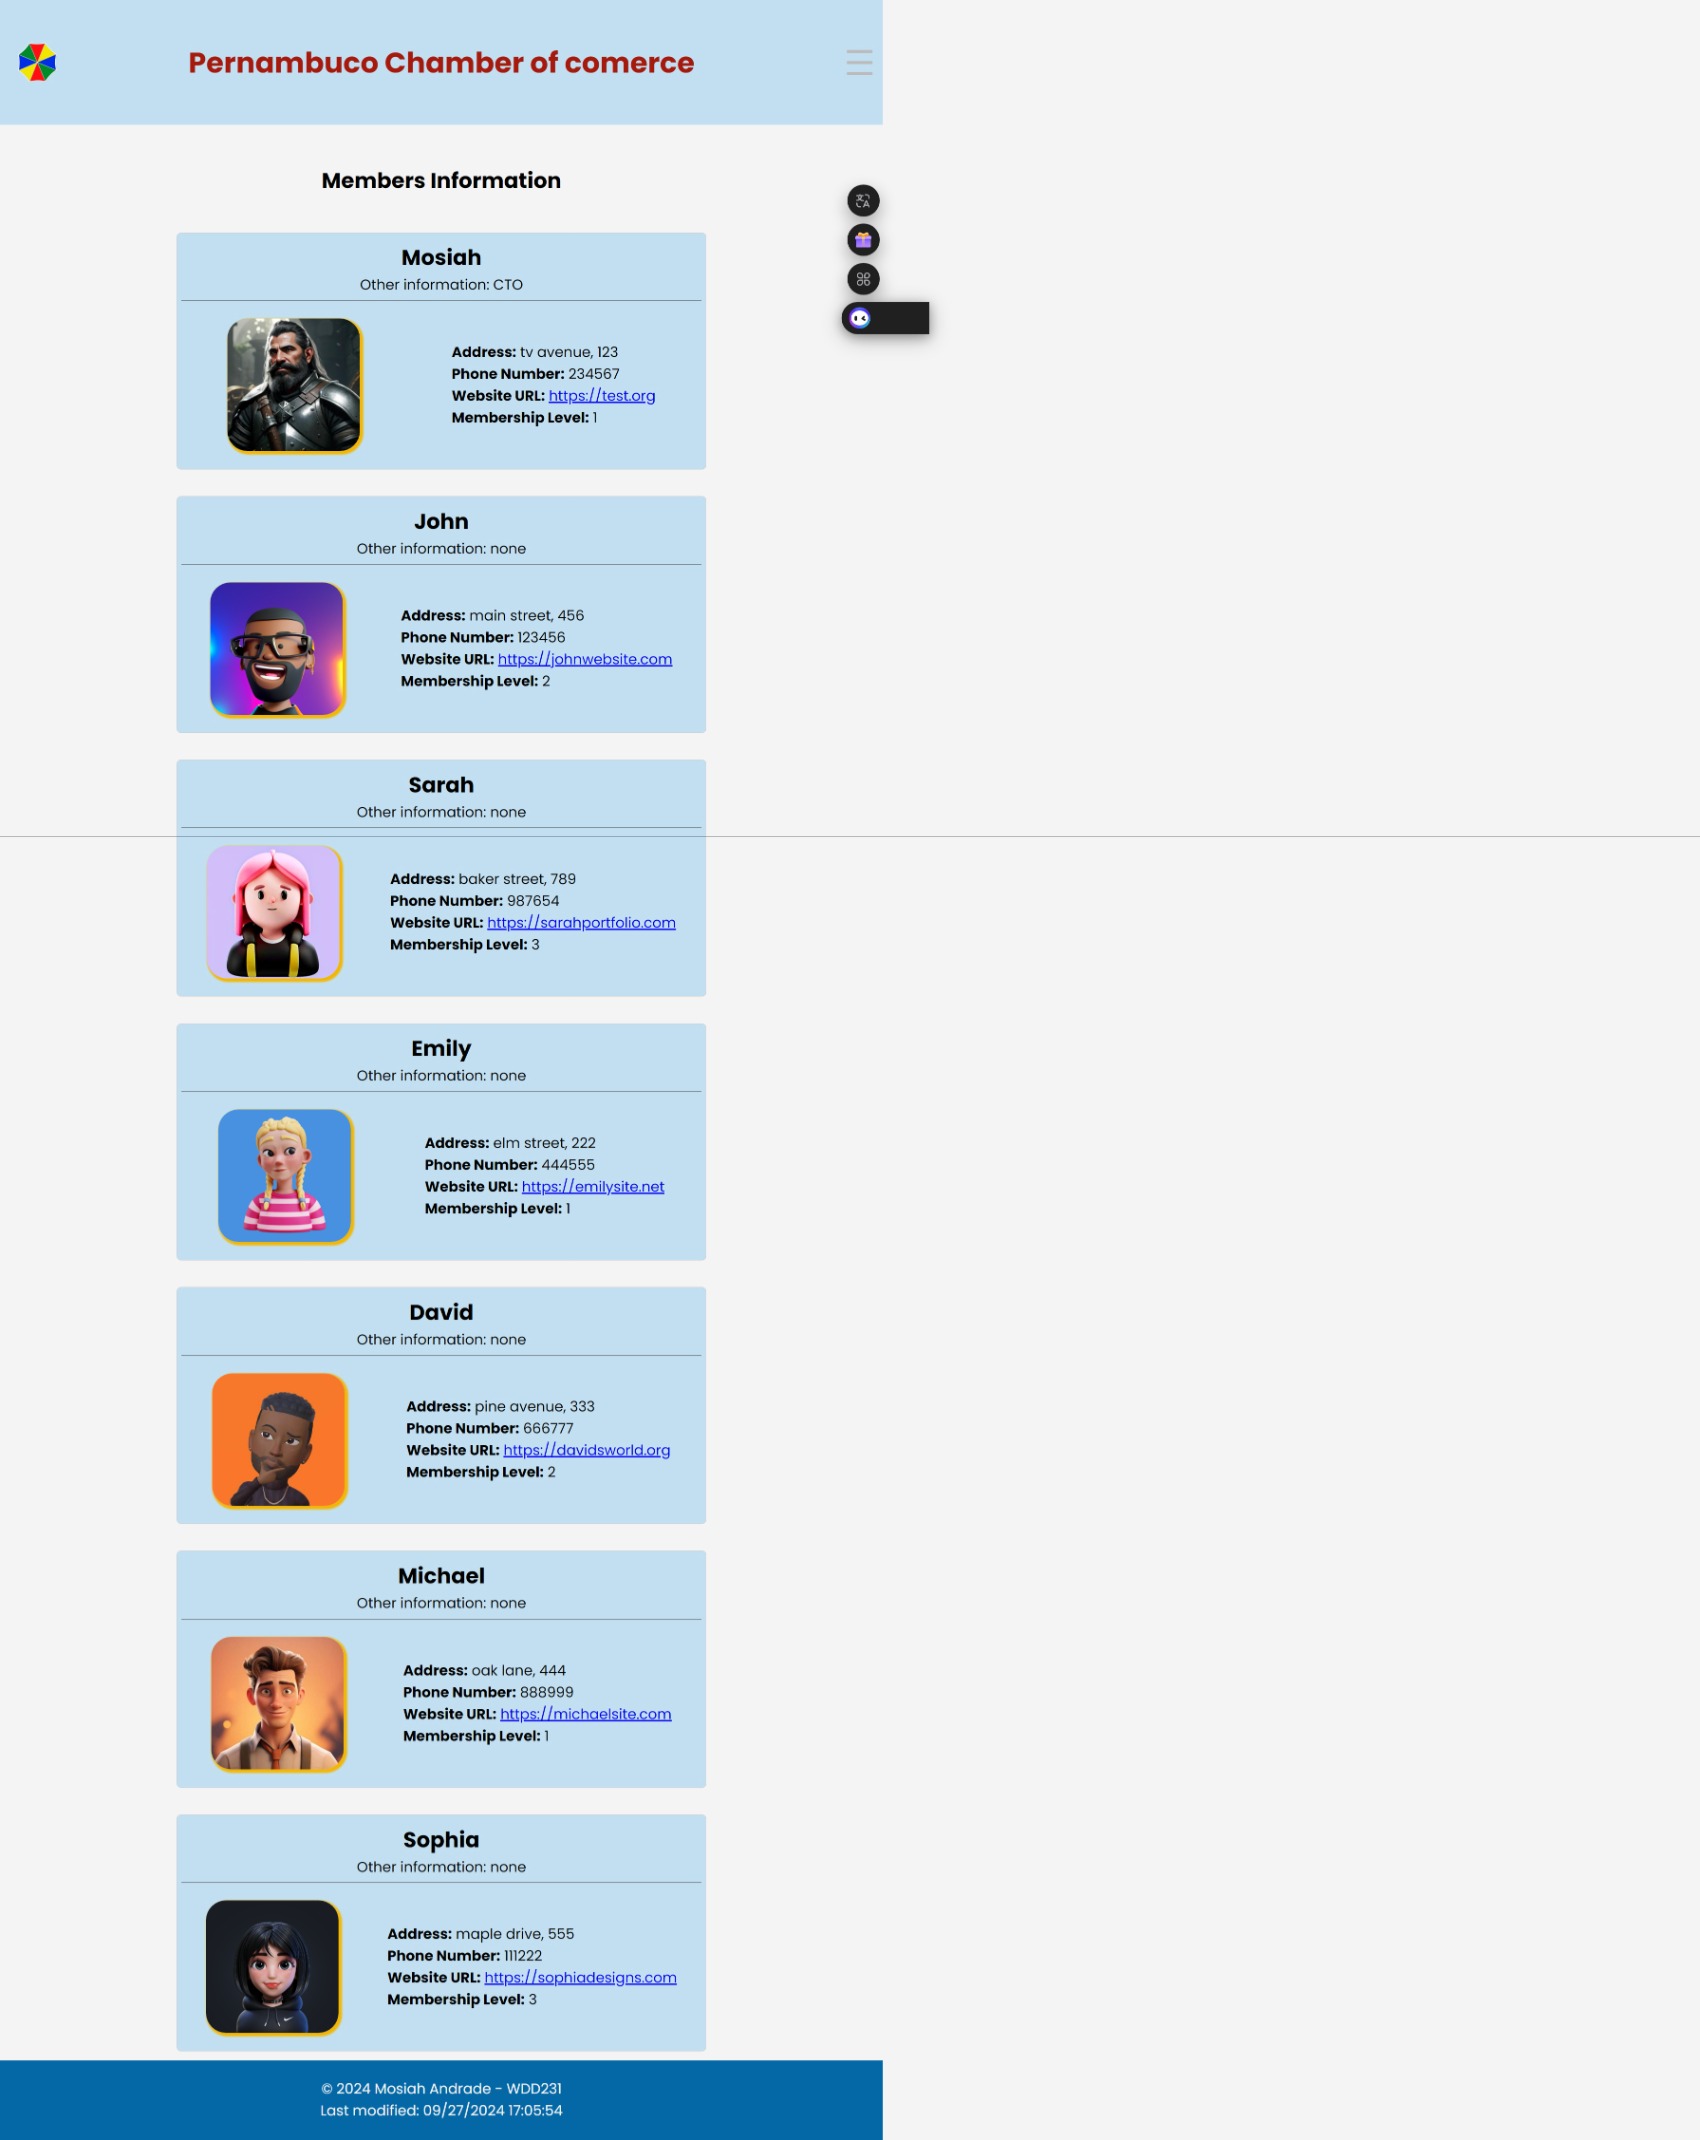 Pernambuco Chamber of comerce
Members Information
Mosiah
Other information: CTO
Address: tv avenue, 123
Phone Number: 234567
Website URL: https://test.org
Membership Level: 1
John
Other information: none
Address: main street, 456
Phone Number: 123456
Website URL: https://johnwebsite.com
Membership Level: 2
Sarah
Other information: none
Address: baker street, 789
Phone Number: 987654
Website URL: https://sarahportfolio.com
Membership Level: 3
Emily
Other information: none
Address: elm street, 222
Phone Number: 444555
Website URL: https://emilysite.net
Membership Level: 1
David
Other information: none
Address: pine avenue, 333
Phone Number: 666777
Website URL: https://davidsworld.org
Membership Level: 2
Michael
Other information: none
Address: oak lane, 444
Phone Number: 888999
Website URL: https://michaelsite.com
Membership Level: 1
Sophia
Other information: none
Address: maple drive, 555
Phone Number: 111222
Website URL: https://sophiadesigns.com
Membership Level: 3
© 2024 Mosiah Andrade - WDD231
Last modified: 09/27/2024 17:05:54